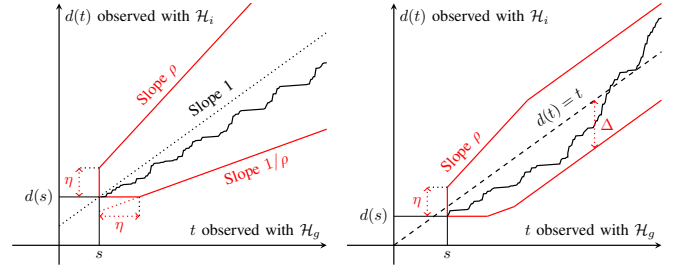 d(t) observed with ℋ_i
Slope ρ
Slope 1
η
Slope 1/ρ
d(s)
η
t observed with ℋ_g
s
d(t) observed with ℋ_i
d(t) = t
Slope ρ
Δ
η
d(s)
t observed with ℋ_g
s